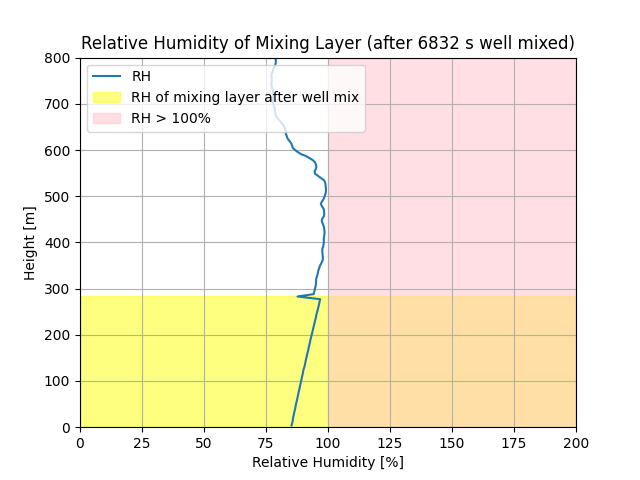 Relative Humidity of Mixing Layer (after 6832 s well mixed)
RH
RH of mixing layer after well mix
RH > 100%
Height [m]
800
700
600
500
400
300
200
100
0
0 25 50 75 100 125 150 175 200
Relative Humidity [%]